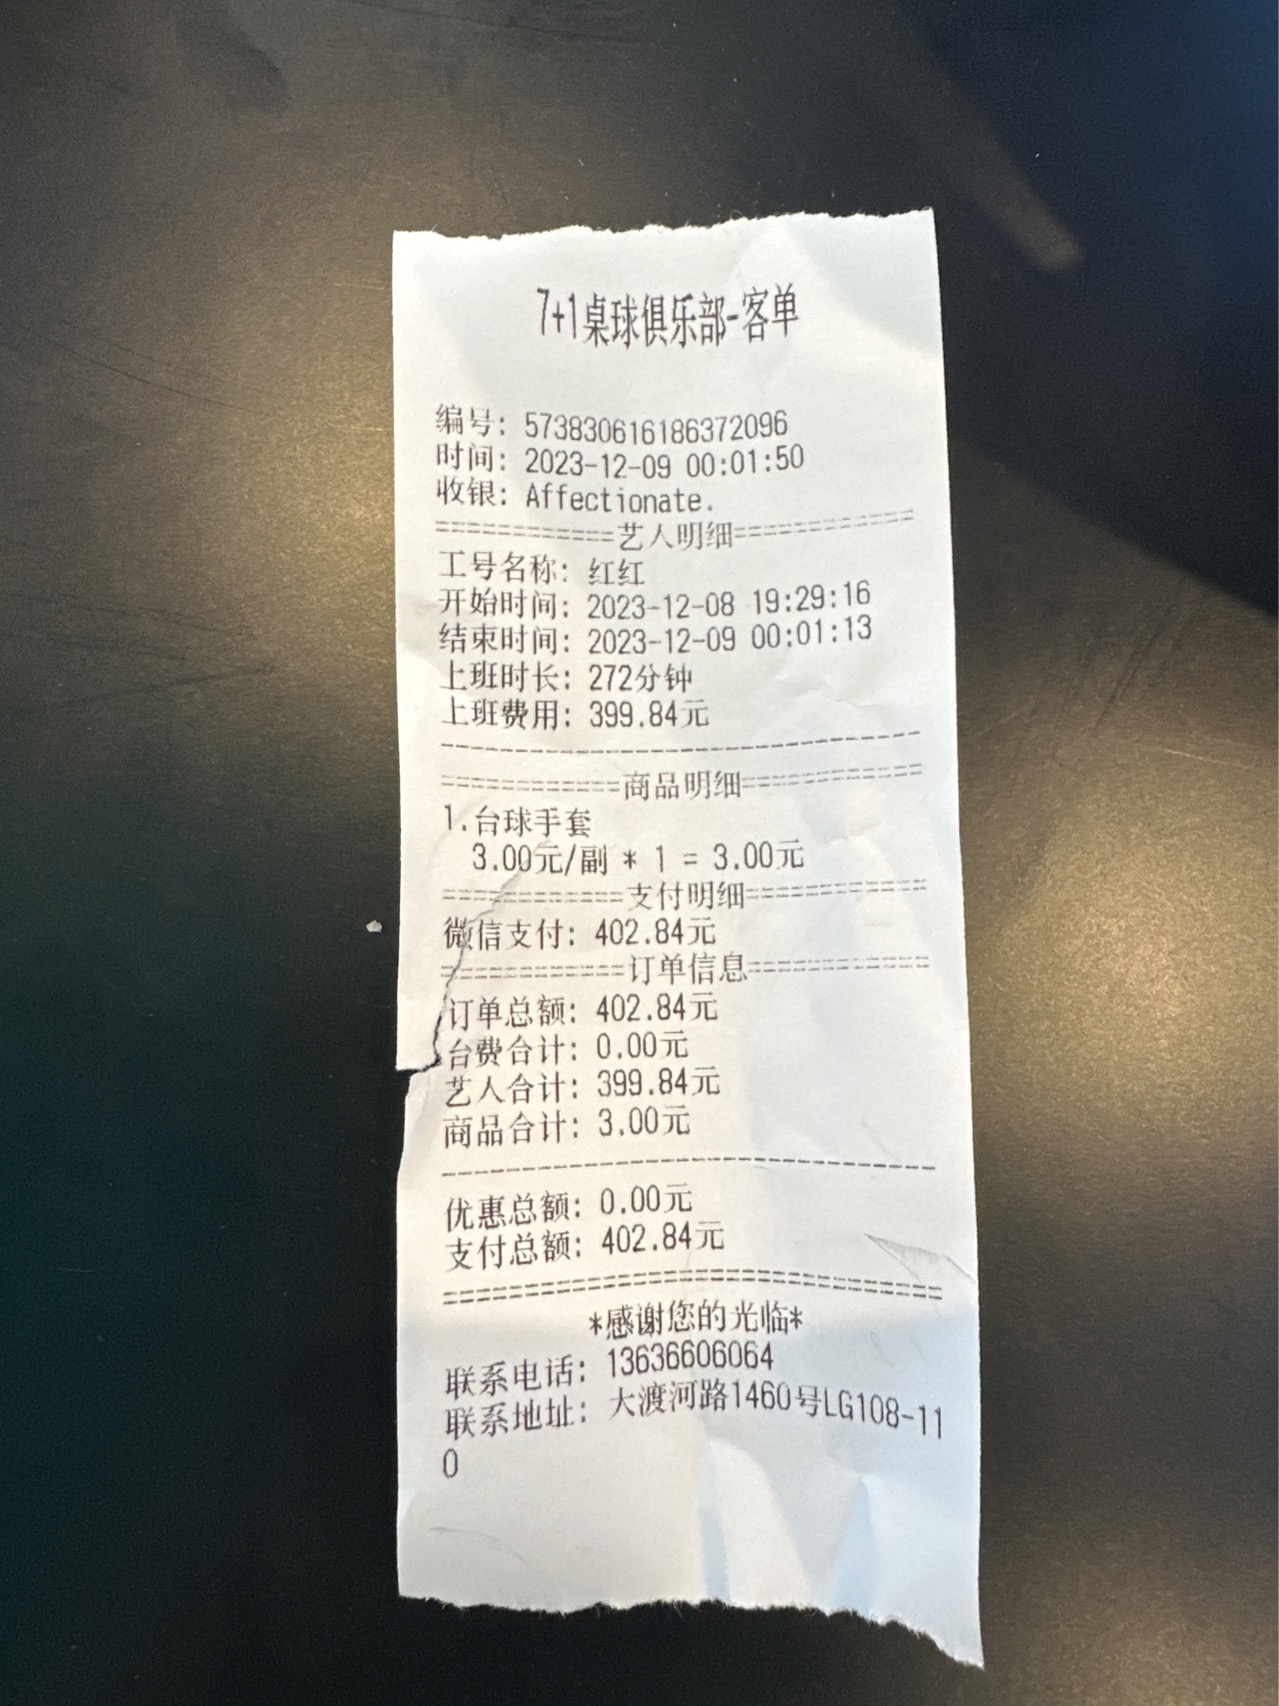 7+1桌球俱乐部-客单
编号: 573830616186372096
时间: 2023-12-09 00:01:50
收银: Affectionate.
============艺人明细============
工号名称: 红红
开始时间: 2023-12-08 19:29:16
结束时间: 2023-12-09 00:01:13
上班时长: 272分钟
上班费用: 399.84元
--------------------------------
============商品明细============
1.台球手套
3.00元/副 * 1 = 3.00元
============支付明细============
微信支付: 402.84元
============订单信息============
订单总额: 402.84元
台费合计: 0.00元
艺人合计: 399.84元
商品合计: 3.00元
--------------------------------
优惠总额: 0.00元
支付总额: 402.84元
================================
*感谢您的光临*
联系电话: 13636606064
联系地址: 大渡河路1460号LG108-11
0